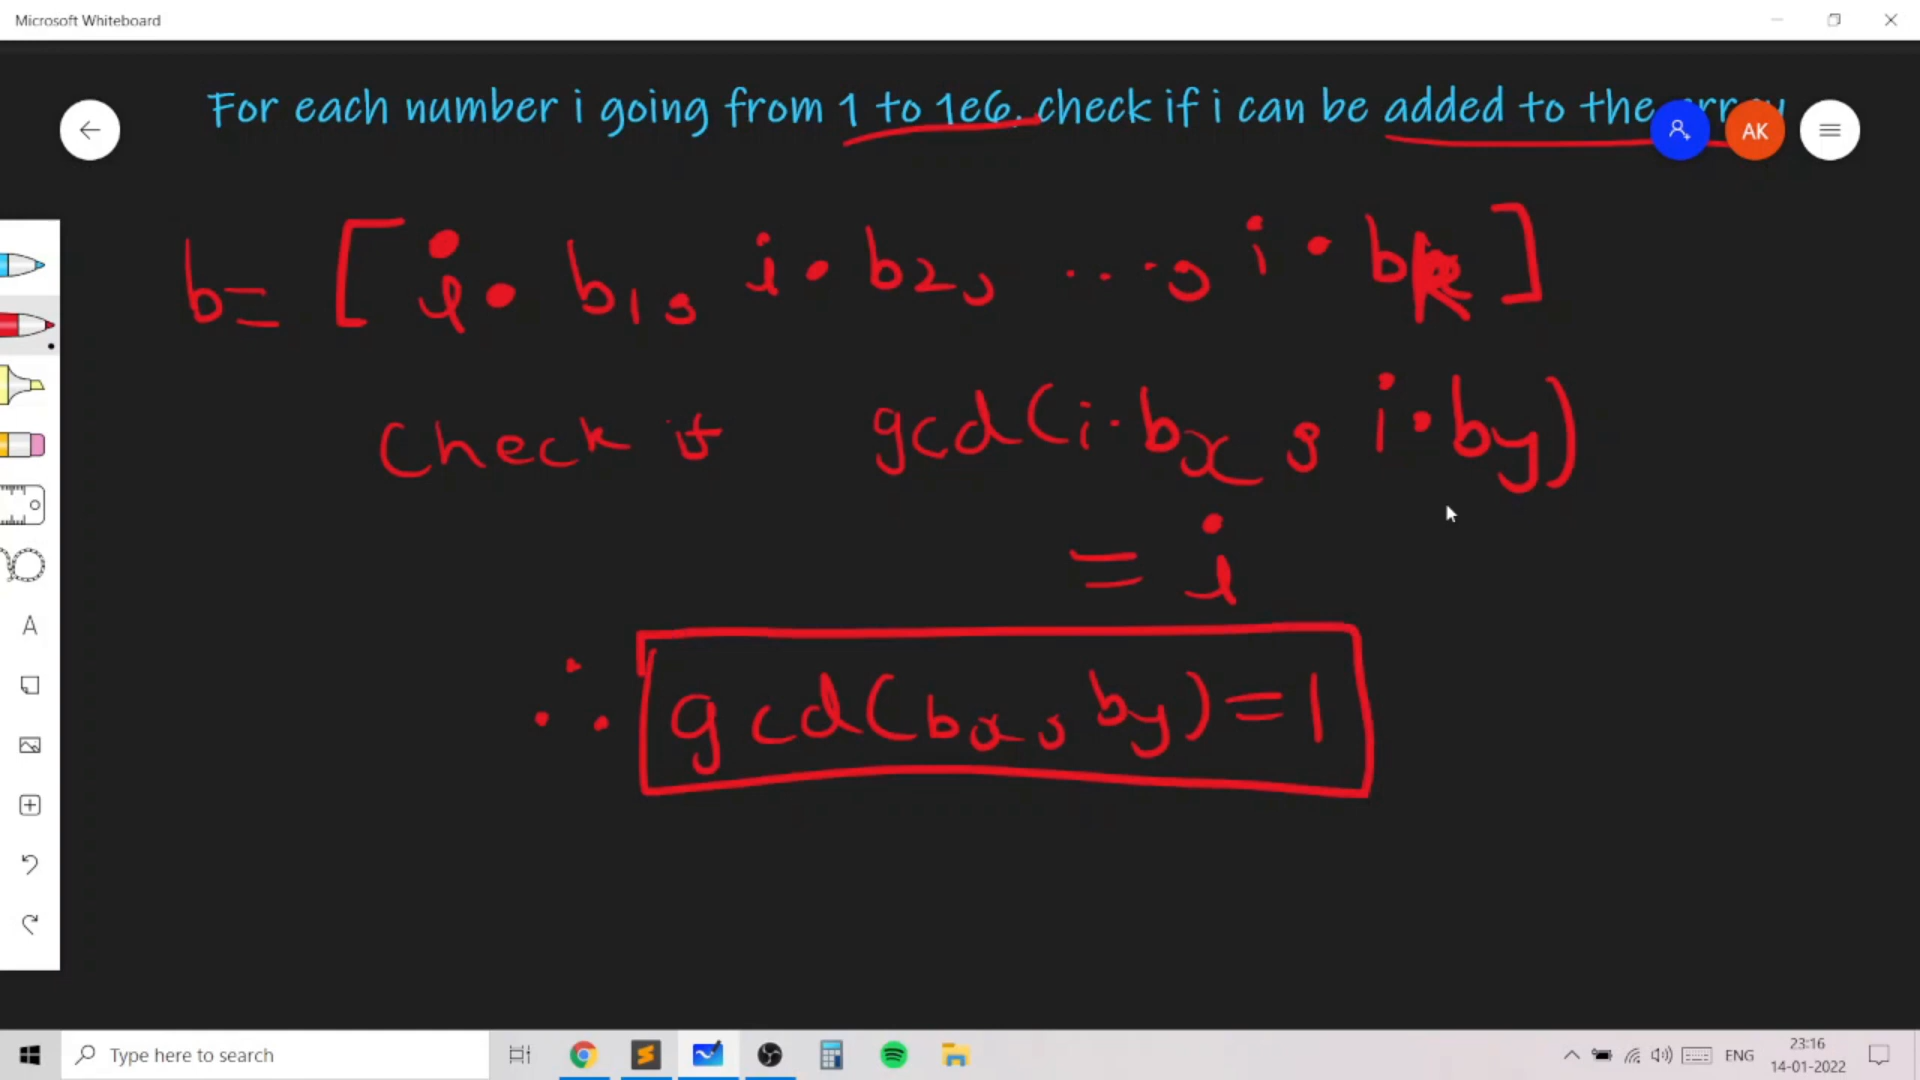 Microsoft Whiteboard
For each number i going from 1 to 1e6, check if i can be added to the array
AK
b= [ i · b1, i · b2, ..., i · bk ]
Check if gcd(i·bx, i·by)
= i
∴ gcd(bx, by)=1
A
Type here to search
ENG
23:16
14-01-2022